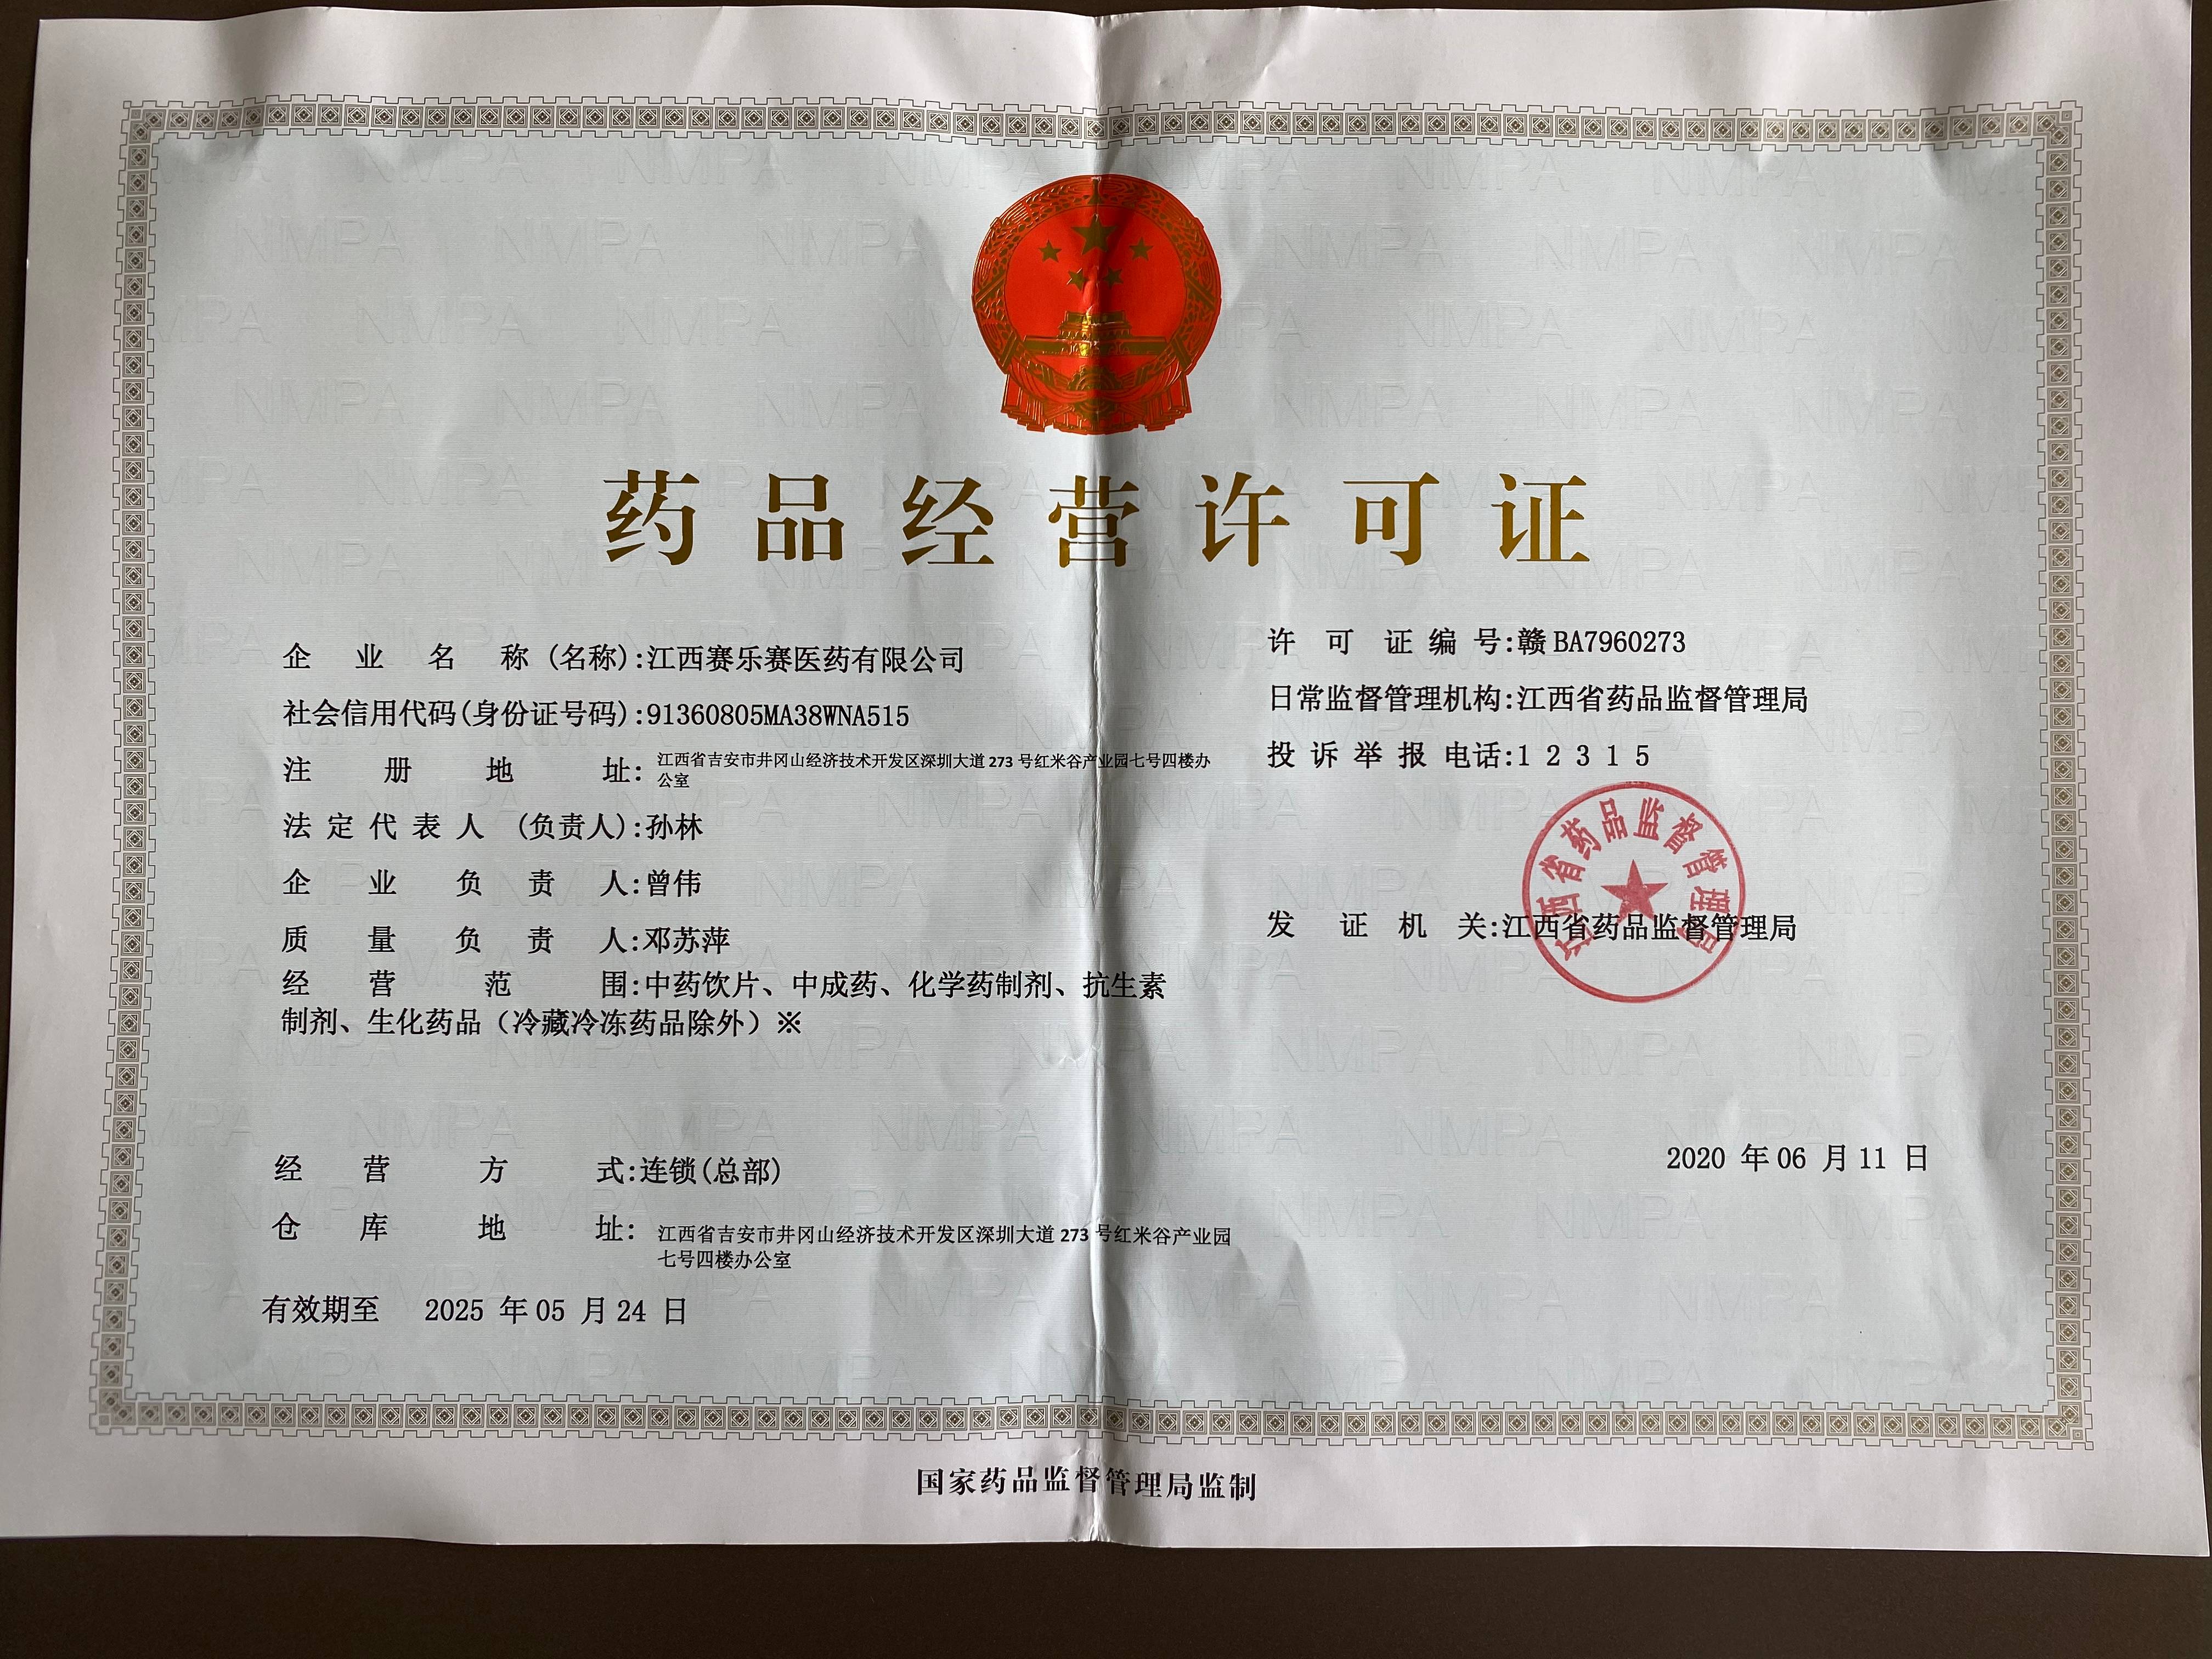 药品经营许可证
企业名称(名称):江西赛乐赛医药有限公司
社会信用代码(身份证号码):91360805MA38WNA515
注册地址:江西省吉安市井冈山经济技术开发区深圳大道273号红米谷产业园七号四楼办
公室
法定代表人(负责人):孙林
企业负责人:曾伟
质量负责人:邓苏萍
经营范围:中药饮片、中成药、化学药制剂、抗生素
制剂、生化药品（冷藏冷冻药品除外）※
经营方式:连锁(总部)
仓库地址:江西省吉安市井冈山经济技术开发区深圳大道273号红米谷产业园
七号四楼办公室
有效期至 2025年05月24日
许可证编号:赣BA7960273
日常监督管理机构:江西省药品监督管理局
投诉举报电话:12315
江西省药品监督管理局
发证机关:江西省药品监督管理局
2020年06月11日
国家药品监督管理局监制
NMPA